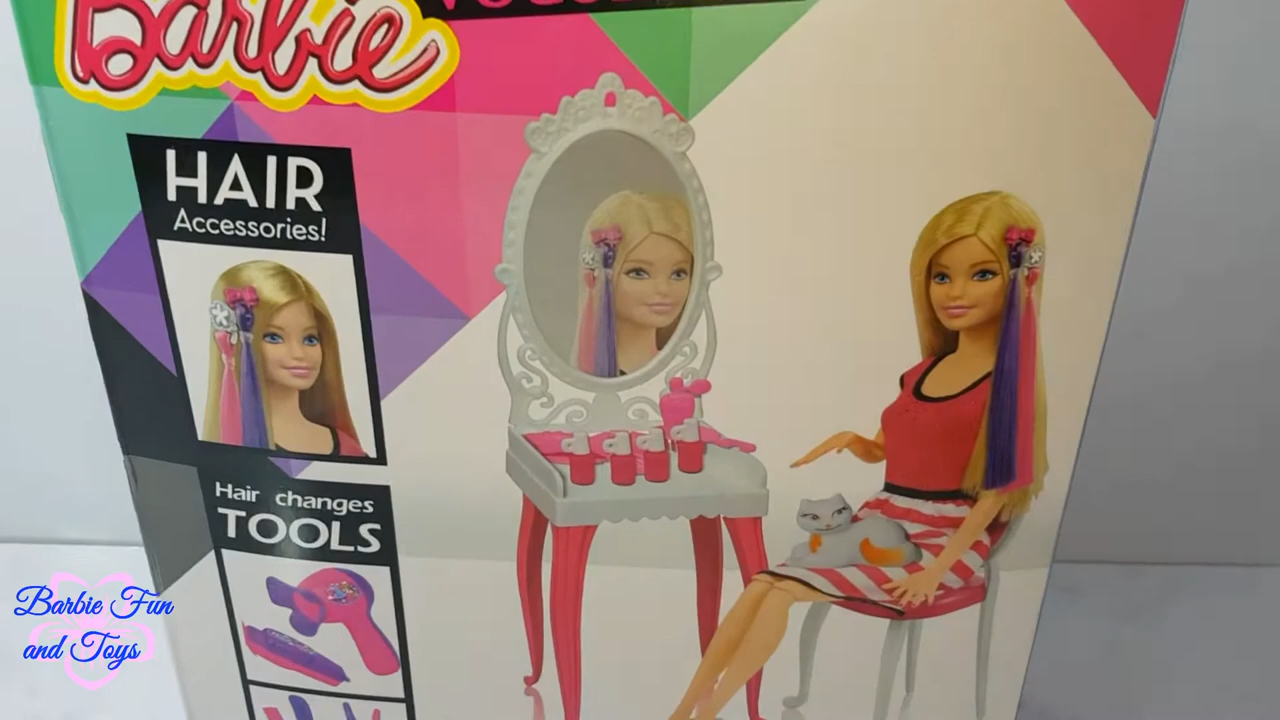 Barbie
HAIR
Accessories!
Hair changes
TOOLS
Barbie Fun
and Toys